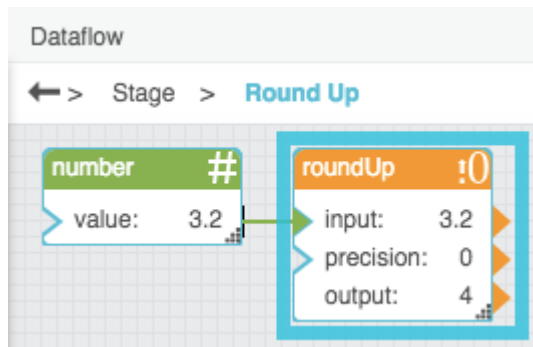 Dataflow
> Stage > Round Up
number #
value: 3.2
roundUp :0
input: 3.2
precision: 0
output: 4